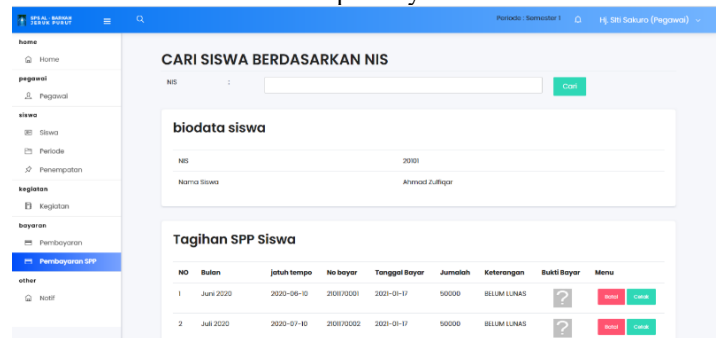 SPS AL - BAROKAH
JERUK PURUT
Periode : Semester 1
Hj. Siti Sakuro (Pegawai)
home
Home
pegawai
Pegawai
siswa
Siswa
Periode
Penempatan
kegiatan
Kegiatan
bayaran
Pembayaran
Pembayaran SPP
other
Notif
CARI SISWA BERDASARKAN NIS
NIS :
Cari
biodata siswa
NIS 20101
Nama Siswa Ahmad Zulfiqar
Tagihan SPP Siswa
NO Bulan jatuh tempo No bayar Tanggal Bayar Jumalah Keterangan Bukti Bayar Menu
1 Juni 2020 2020-06-10 2101170001 2021-01-17 50000 BELUM LUNAS ? Batal Cetak
2 Juli 2020 2020-07-10 2101170002 2021-01-17 50000 BELUM LUNAS ? Batal Cetak